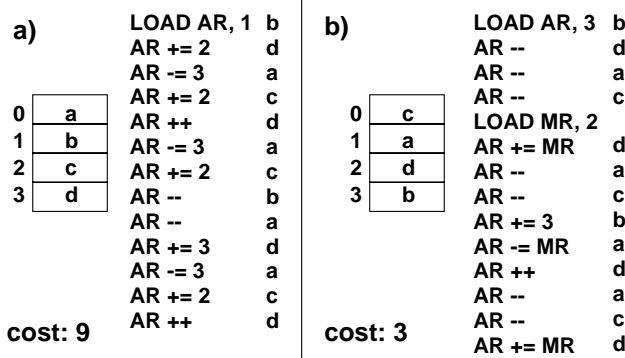 a)
LOAD AR, 1 b
AR += 2 d
AR -= 3 a
AR += 2 c
AR ++ d
AR -= 3 a
AR += 2 c
AR -- b
AR -- a
AR += 3 d
AR -= 3 a
AR += 2 c
AR ++ d
0 a
1 b
2 c
3 d
cost: 9
b)
LOAD AR, 3 b
AR -- d
AR -- a
AR -- c
LOAD MR, 2
AR += MR d
AR -- a
AR -- c
AR += 3 b
AR -= MR a
AR ++ d
AR -- a
AR -- c
AR += MR d
0 c
1 a
2 d
3 b
cost: 3